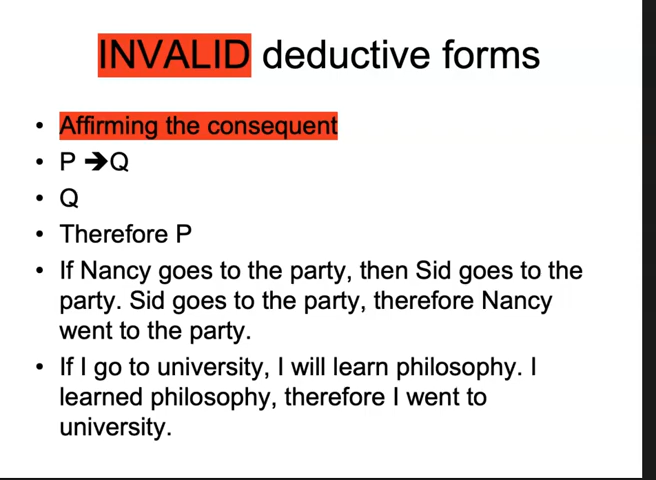 INVALID deductive forms
• Affirming the consequent
• P ➔Q
• Q
• Therefore P
• If Nancy goes to the party, then Sid goes to the
party. Sid goes to the party, therefore Nancy
went to the party.
• If I go to university, I will learn philosophy. I
learned philosophy, therefore I went to
university.